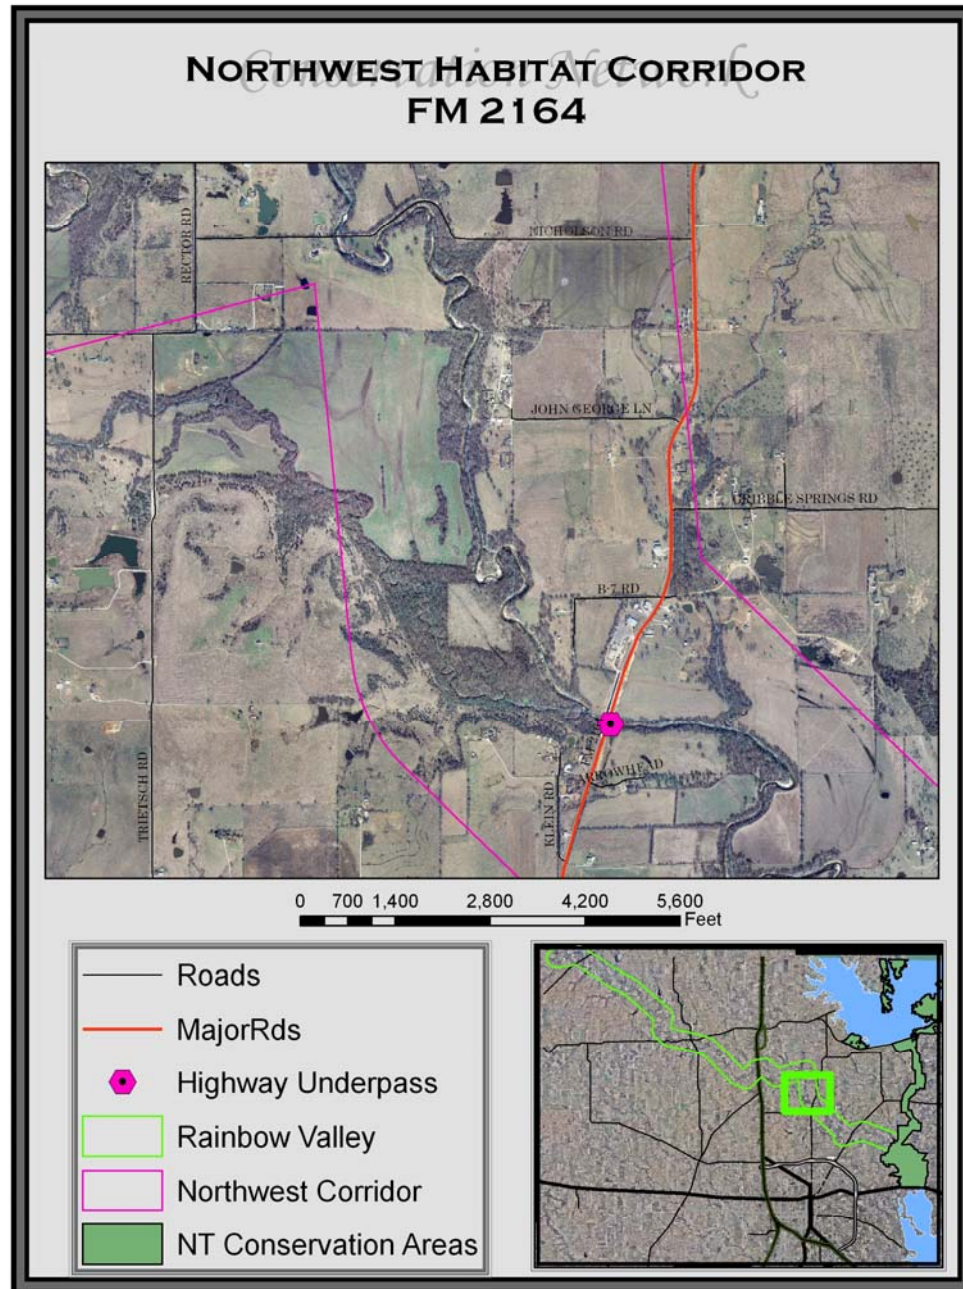 Conservation Network
NORTHWEST HABITAT CORRIDOR
FM 2164
RECTOR RD
NICHOLSON RD
JOHN GEORGE LN
GRIBBLE SPRINGS RD
B-7 RD
ARROWHEAD
KLEIN RD
TRIETSCH RD
0 700 1,400 2,800 4,200 5,600
Feet
Roads
MajorRds
Highway Underpass
Rainbow Valley
Northwest Corridor
NT Conservation Areas